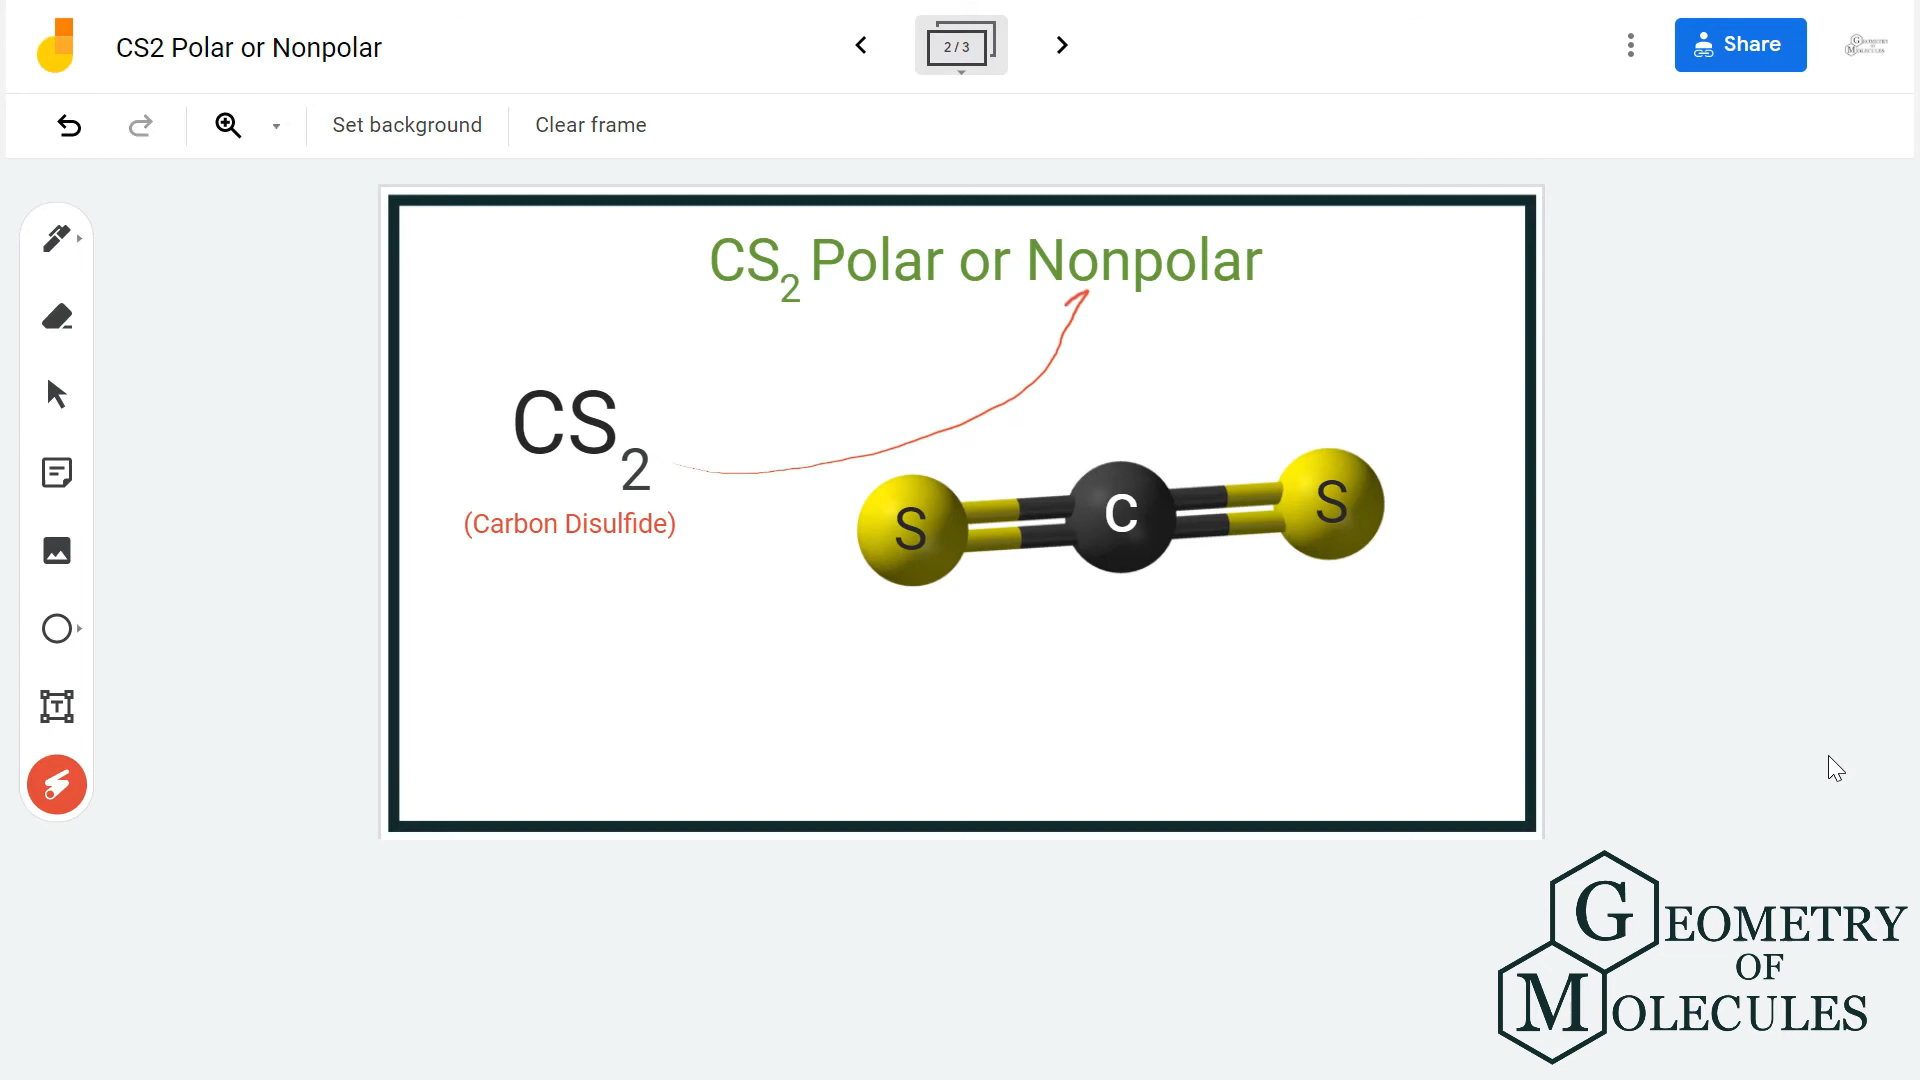 CS2 Polar or Nonpolar
2 / 3
Share
Set background
Clear frame
CS2 Polar or Nonpolar
CS2
(Carbon Disulfide)
S
C
S
GEOMETRY
OF
MOLECULES